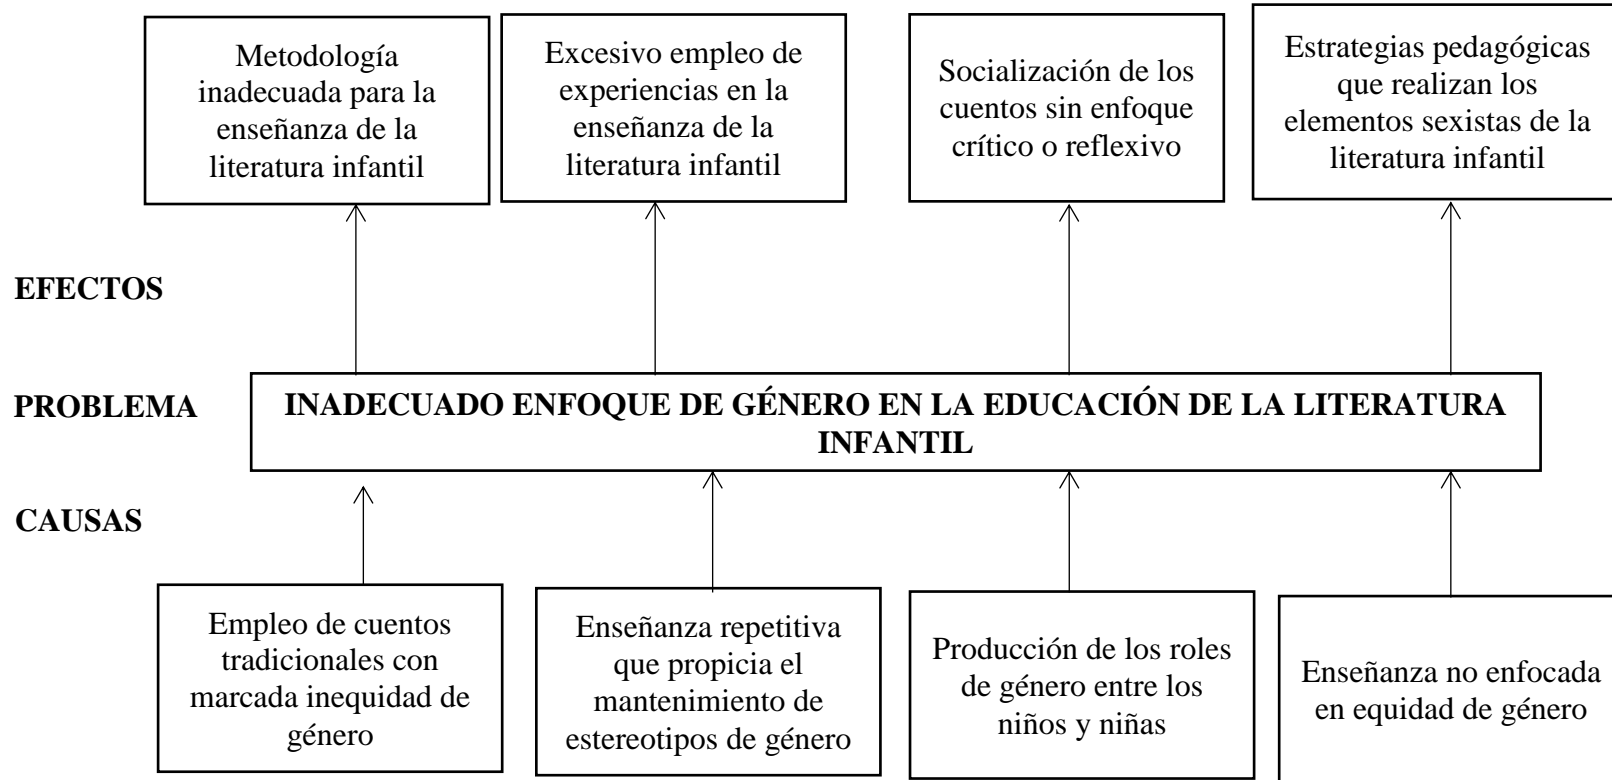 Metodología
inadecuada para la
enseñanza de la
literatura infantil
Excesivo empleo de
experiencias en la
enseñanza de la
literatura infantil
Socialización de los
cuentos sin enfoque
crítico o reflexivo
Estrategias pedagógicas
que realizan los
elementos sexistas de la
literatura infantil
EFECTOS
PROBLEMA
INADECUADO ENFOQUE DE GÉNERO EN LA EDUCACIÓN DE LA LITERATURA
INFANTIL
CAUSAS
Empleo de cuentos
tradicionales con
marcada inequidad de
género
Enseñanza repetitiva
que propicia el
mantenimiento de
estereotipos de género
Producción de los roles
de género entre los
niños y niñas
Enseñanza no enfocada
en equidad de género